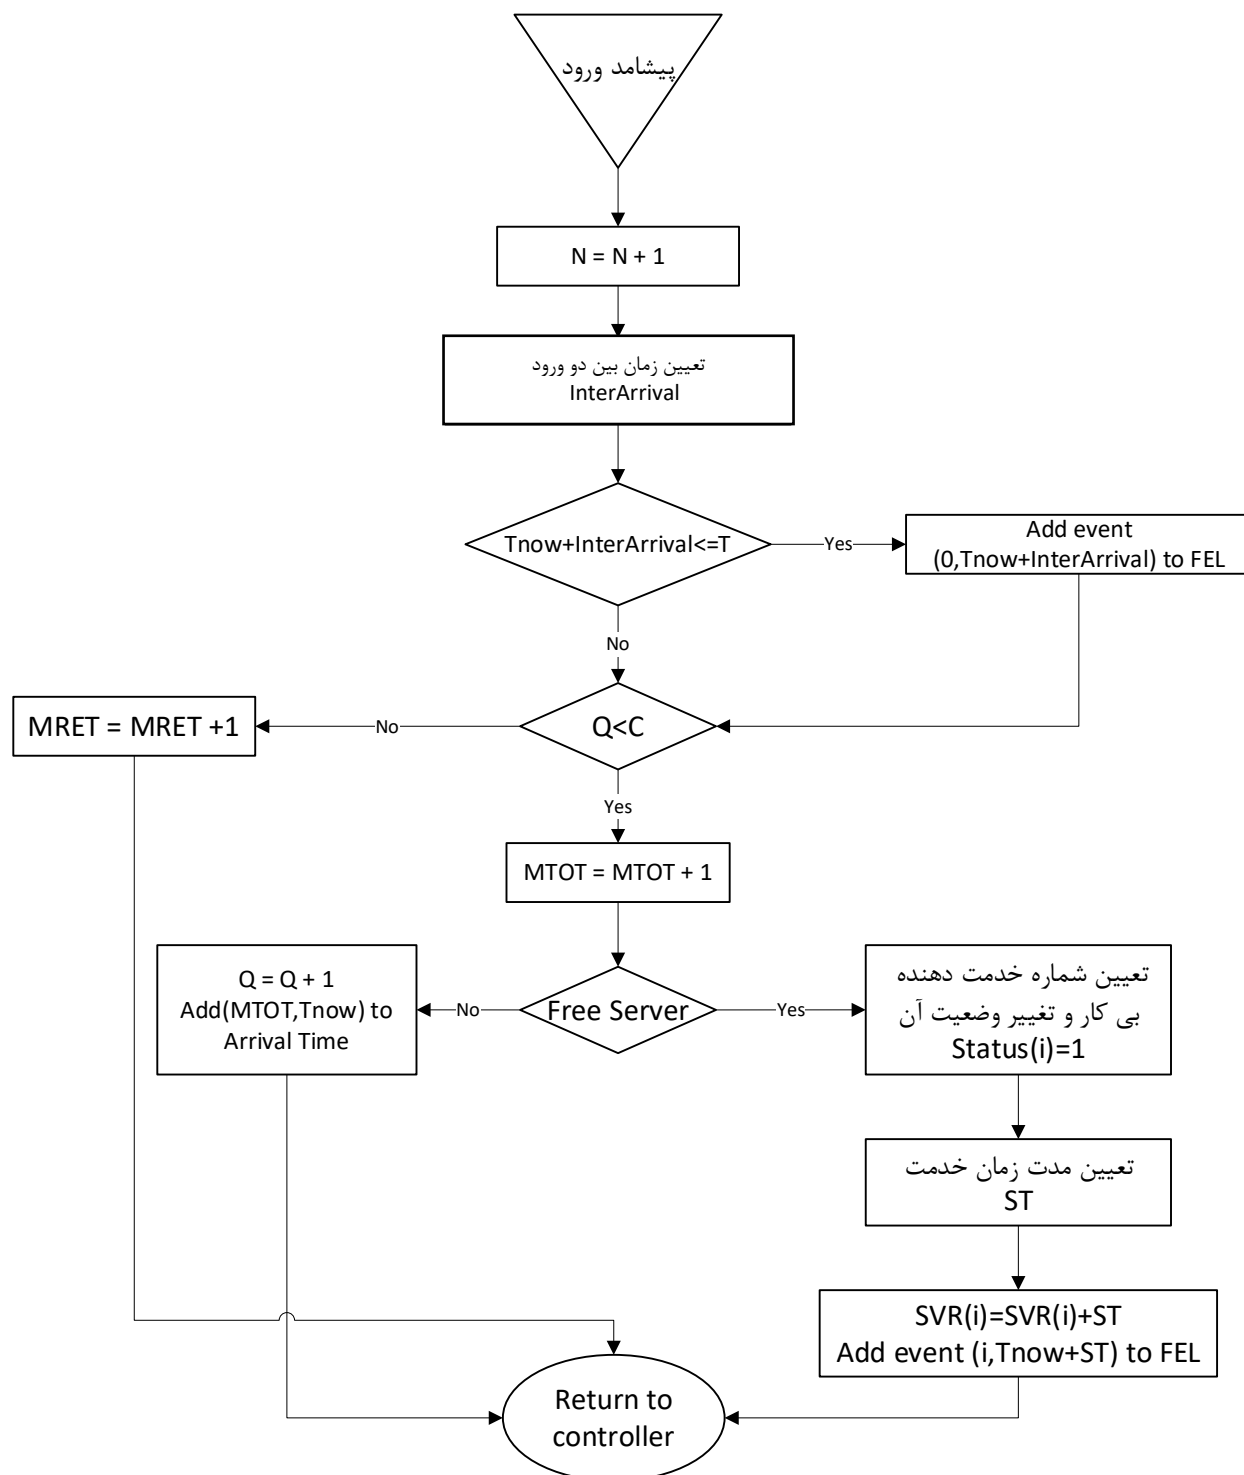 پیشامد ورود
N = N + 1
تعیین زمان بین دو ورود
InterArrival
Tnow+InterArrival<=T
Yes
Add event
(0,Tnow+InterArrival) to FEL
No
MRET = MRET +1
No
Q<C
Yes
MTOT = MTOT + 1
Q = Q + 1
Add(MTOT,Tnow) to
Arrival Time
No
Free Server
Yes
تعیین شماره خدمت دهنده
بی کار و تغییر وضعیت آن
Status(i)=1
تعیین مدت زمان خدمت
ST
SVR(i)=SVR(i)+ST
Add event (i,Tnow+ST) to FEL
Return to
controller